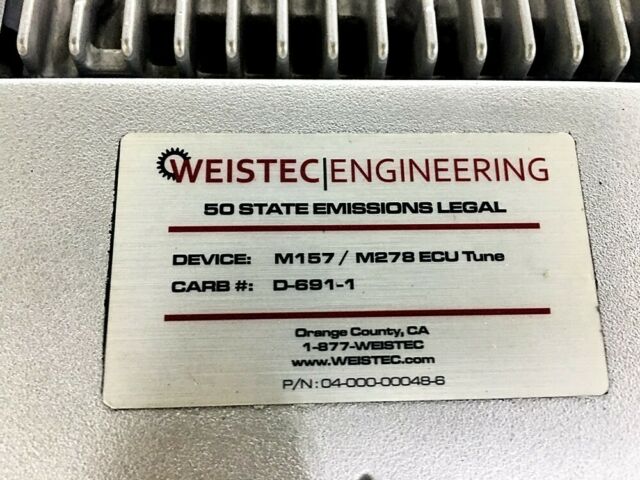 WEISTEC|ENGINEERING
50 STATE EMISSIONS LEGAL
DEVICE: M157 / M278 ECU Tune
CARB #: D-691-1
Orange County, CA
1-877-WEISTEC
www.WEISTEC.com
P/N : 04-000-00048-6